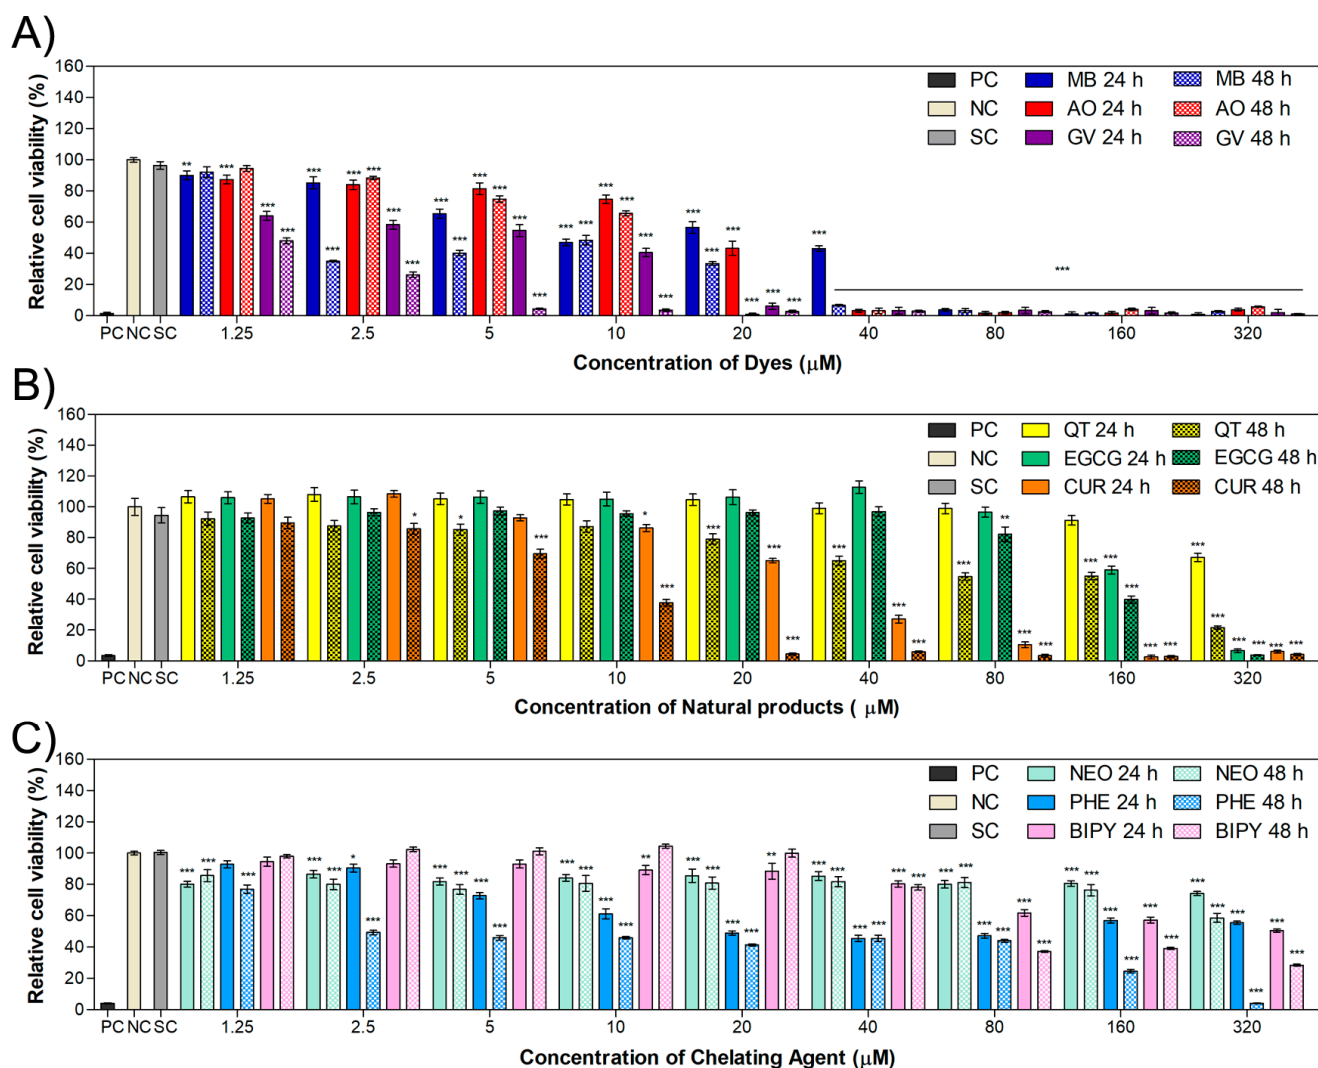 A)
Relative cell viability (%)
160
140
120
100
80
60
40
20
0
PC MB 24 h MB 48 h
NC AO 24 h AO 48 h
SC GV 24 h GV 48 h
** *** *** ***
*** *** *** *** *** ***
*** *** *** *** *** ***
*** *** *** *** *** ***
*** *** *** *** *** ***
*** ***
PC NC SC 1.25 2.5 5 10 20 40 80 160 320
Concentration of Dyes (μM)
B)
Relative cell viability (%)
160
140
120
100
80
60
40
20
0
PC QT 24 h QT 48 h
NC EGCG 24 h EGCG 48 h
SC CUR 24 h CUR 48 h
* * *** * *** *** *** ***
*** *** *** *** ** *** ***
*** *** *** *** ***
*** *** *** *** *** ***
PC NC SC 1.25 2.5 5 10 20 40 80 160 320
Concentration of Natural products ( μM)
C)
Relative cell viability (%)
160
140
120
100
80
60
40
20
0
PC NEO 24 h NEO 48 h
NC PHE 24 h PHE 48 h
SC BIPY 24 h BIPY 48 h
*** *** ***
*** *** * ***
*** *** *** ***
*** *** *** *** **
*** *** *** *** **
*** *** *** *** *** ***
*** *** *** *** *** ***
*** *** *** *** *** ***
*** *** *** *** *** ***
PC NC SC 1.25 2.5 5 10 20 40 80 160 320
Concentration of Chelating Agent (μM)